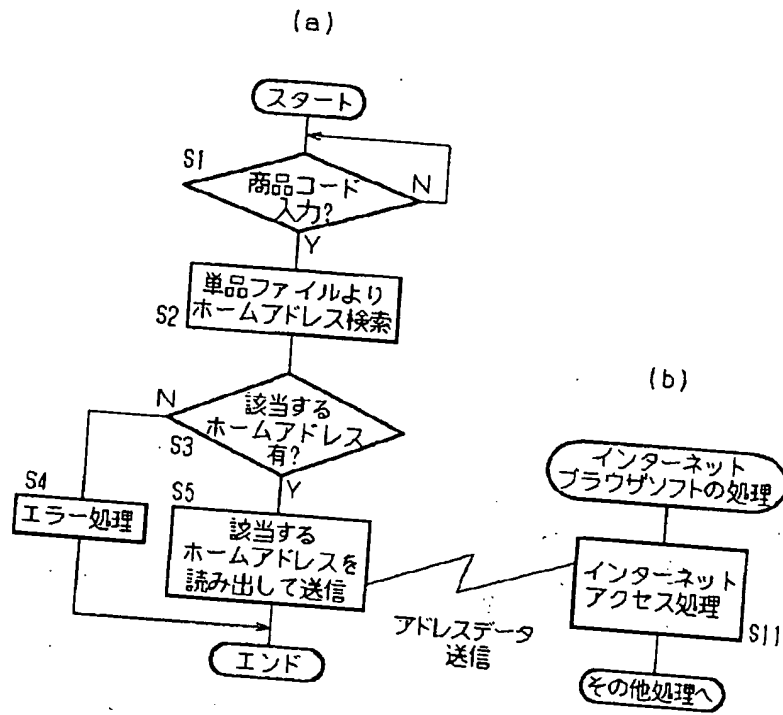 (a)
スタート
S1
商品コード
入力?
N
Y
単品ファイルより
ホームアドレス検索
S2
N
該当する
ホームアドレス
有?
S3
Y
S4
エラー処理
S5
該当する
ホームアドレスを
読み出して送信
エンド
アドレスデータ
送信
(b)
インターネット
ブラウザソフトの処理
インターネット
アクセス処理
S11
その他処理へ